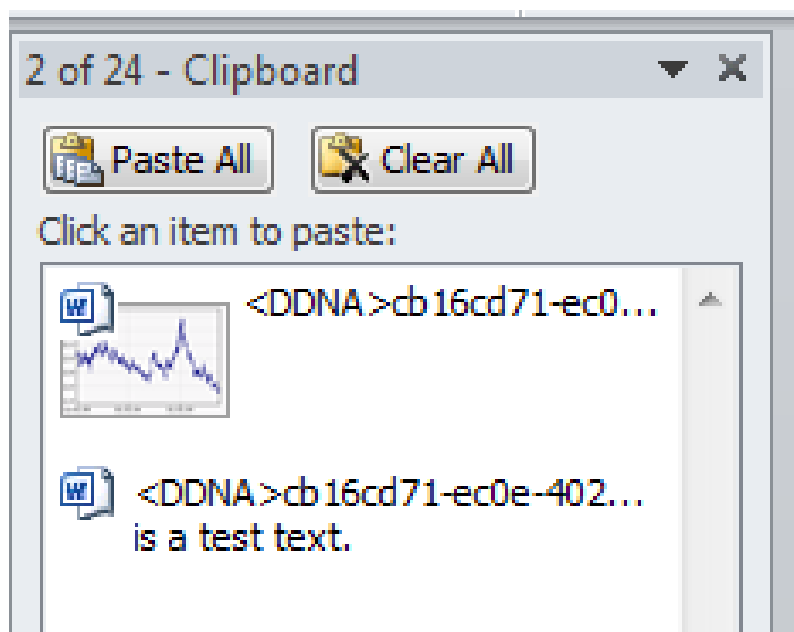 2 of 24 - Clipboard
Paste All
Clear All
Click an item to paste:
<DDNA>cb16cd71-ec0...
<DDNA>cb16cd71-ec0e-402...
is a test text.